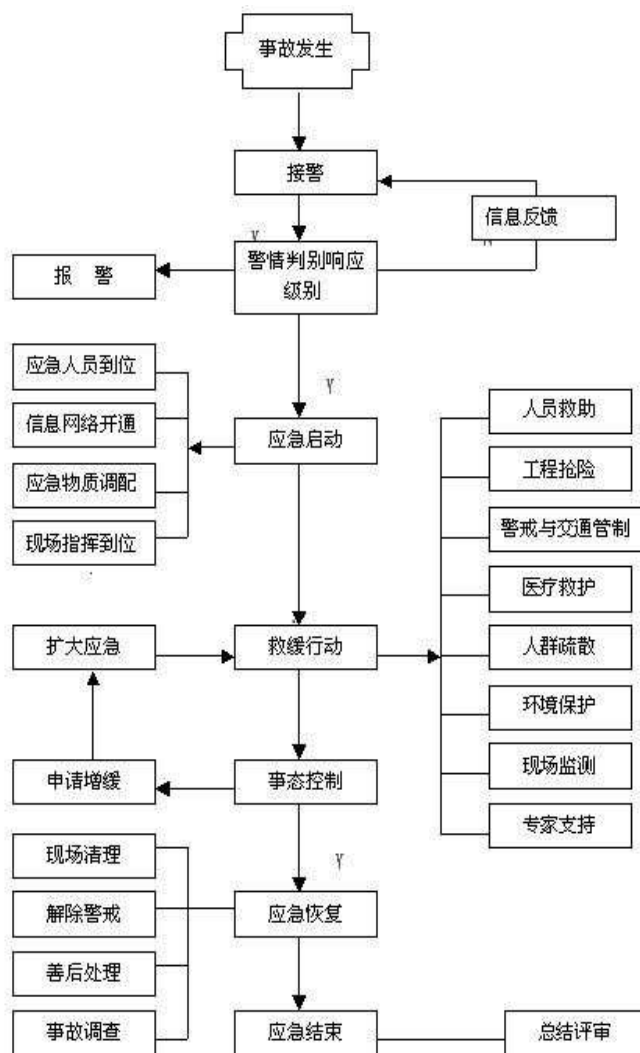 事故发生
接警
信息反馈
Y
报 警
警情判别响应
级别
Y
应急人员到位
信息网络开通
应急物质调配
现场指挥到位
应急启动
人员救助
工程抢险
警戒与交通管制
医疗救护
人群疏散
环境保护
现场监测
专家支持
扩大应急
救缓行动
申请增缓
事态控制
Y
现场清理
解除警戒
善后处理
事故调查
应急恢复
应急结束
总结评审